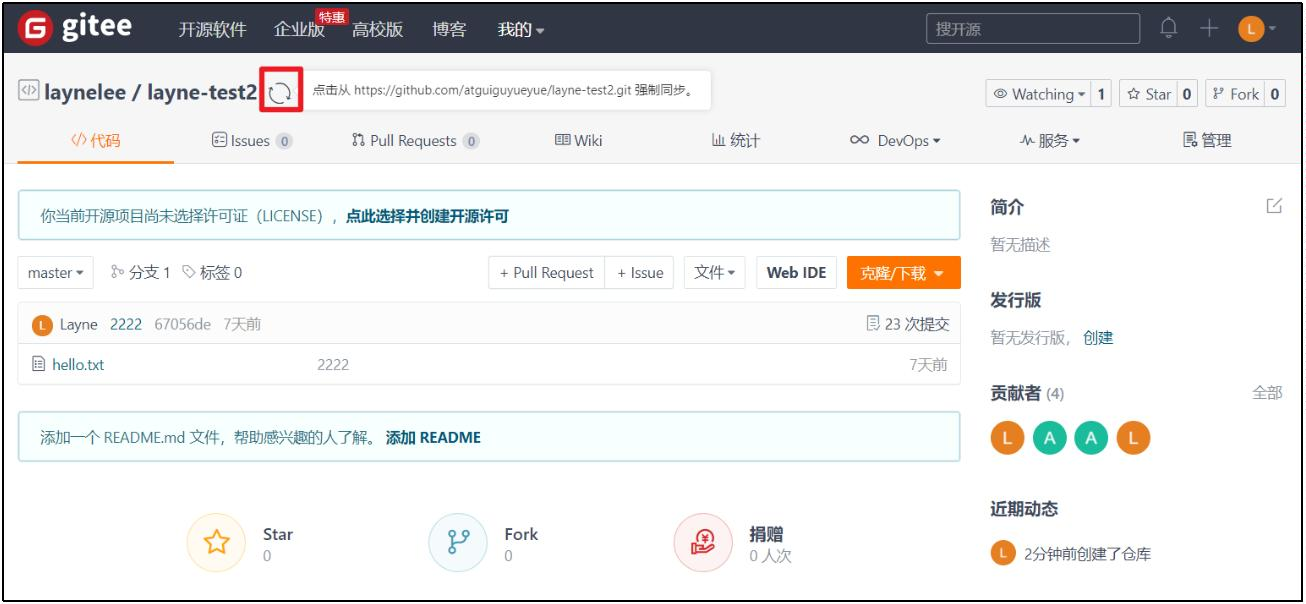 gitee 开源软件 企业版 特惠 高校版 博客 我的 搜开源 L
laynelee / layne-test2 点击从 https://github.com/atguiguyueyue/layne-test2.git 强制同步。 Watching 1 Star 0 Fork 0
代码 Issues 0 Pull Requests 0 Wiki 统计 DevOps 服务 管理
你当前开源项目尚未选择许可证（LICENSE），点此选择并创建开源许可
master 分支 1 标签 0 + Pull Request + Issue 文件 Web IDE 克隆/下载
L Layne 2222 67056de 7天前 23 次提交
hello.txt 2222 7天前
添加一个 README.md 文件，帮助感兴趣的人了解。 添加 README
Star
0
Fork
0
捐赠
0 人次
简介
暂无描述
发行版
暂无发行版， 创建
贡献者 (4) 全部
L A A L
近期动态
L 2分钟前创建了仓库